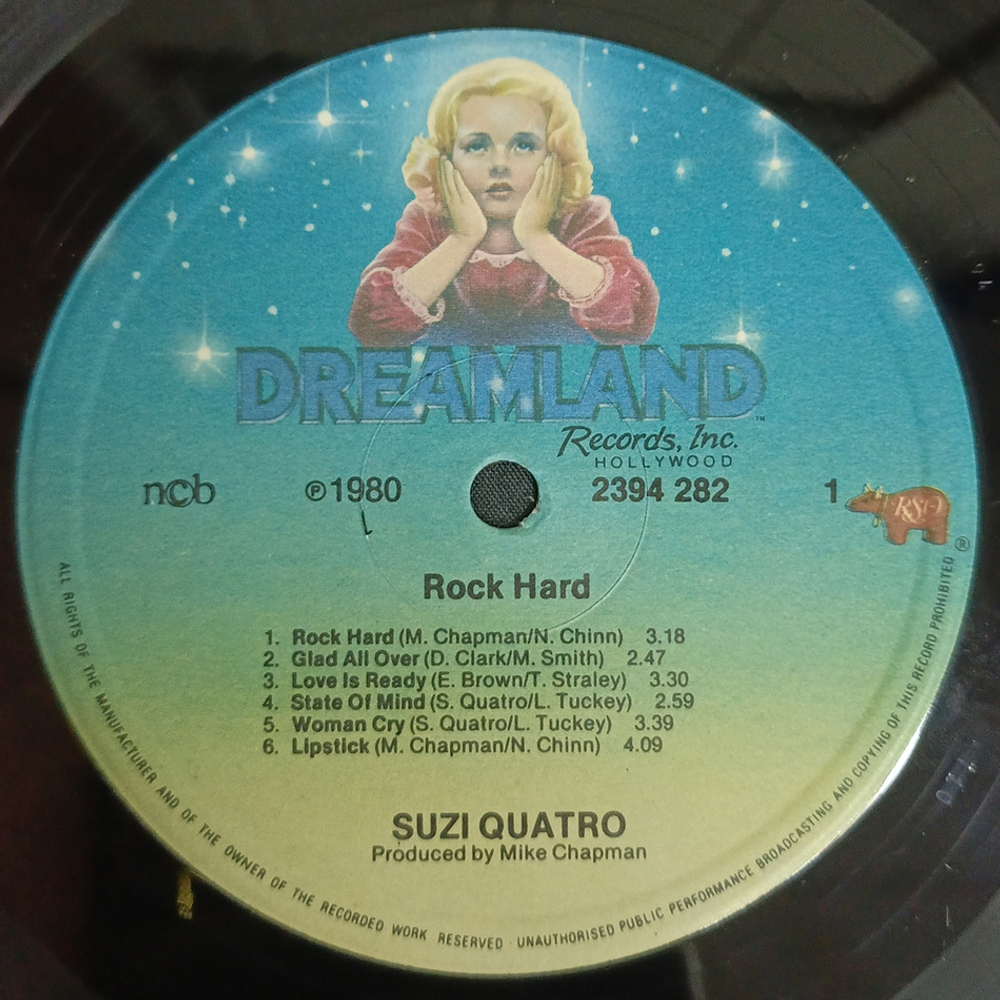 DREAMLAND™
Records, Inc.
HOLLYWOOD
ncb ℗1980 2394 282 1 RSO ®
Rock Hard
1. Rock Hard (M. Chapman/N. Chinn) 3.18
2. Glad All Over (D. Clark/M. Smith) 2.47
3. Love Is Ready (E. Brown/T. Straley) 3.30
4. State Of Mind (S. Quatro/L. Tuckey) 2.59
5. Woman Cry (S. Quatro/L. Tuckey) 3.39
6. Lipstick (M. Chapman/N. Chinn) 4.09
SUZI QUATRO
Produced by Mike Chapman
ALL RIGHTS OF THE MANUFACTURER AND OF THE OWNER OF THE RECORDED WORK RESERVED UNAUTHORISED PUBLIC PERFORMANCE BROADCASTING AND COPYING OF THIS RECORD PROHIBITED